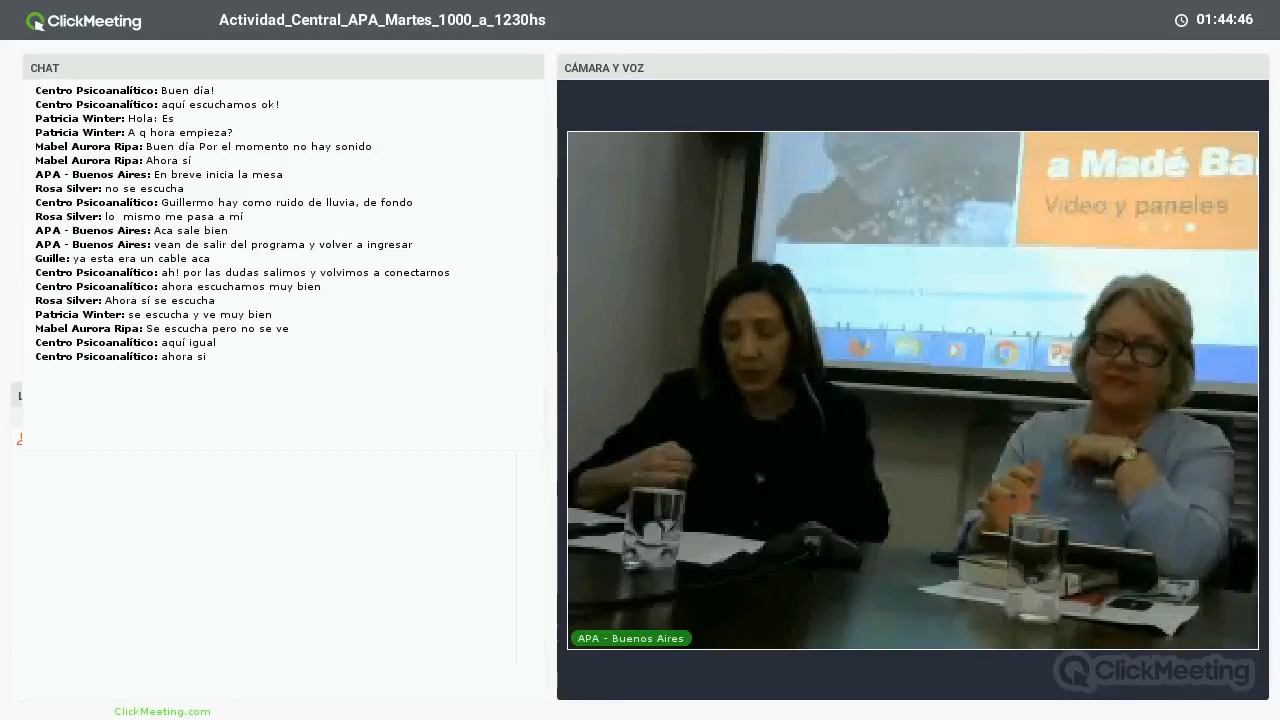 ClickMeeting
Actividad_Central_APA_Martes_1000_a_1230hs
01:44:46
CHAT
Centro Psicoanalítico: Buen día!
Centro Psicoanalítico: aquí escuchamos ok!
Patricia Winter: Hola: Es
Patricia Winter: A q hora empieza?
Mabel Aurora Ripa: Buen día Por el momento no hay sonido
Mabel Aurora Ripa: Ahora sí
APA - Buenos Aires: En breve inicia la mesa
Rosa Silver: no se escucha
Centro Psicoanalítico: Guillermo hay como ruido de lluvia, de fondo
Rosa Silver: lo mismo me pasa a mí
APA - Buenos Aires: Aca sale bien
APA - Buenos Aires: vean de salir del programa y volver a ingresar
Guille: ya esta era un cable aca
Centro Psicoanalítico: ah! por las dudas salimos y volvimos a conectarnos
Centro Psicoanalítico: ahora escuchamos muy bien
Rosa Silver: Ahora sí se escucha
Patricia Winter: se escucha y ve muy bien
Mabel Aurora Ripa: Se escucha pero no se ve
Centro Psicoanalítico: aquí igual
Centro Psicoanalítico: ahora si
CÁMARA Y VOZ
a Madé Ba
Video y paneles
APA - Buenos Aires
ClickMeeting
ClickMeeting.com